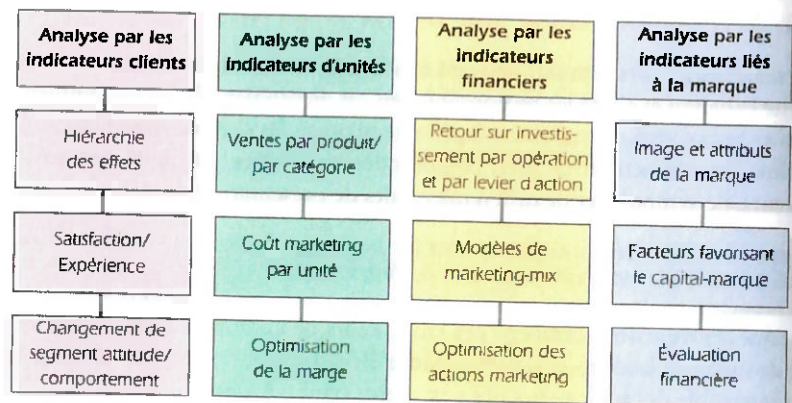 Analyse par les
indicateurs clients
Hiérarchie
des effets
Satisfaction/
Expérience
Changement de
segment attitude/
comportement
Analyse par les
indicateurs d'unités
Ventes par produit/
par catégorie
Coût marketing
par unité
Optimisation
de la marge
Analyse par les
indicateurs
financiers
Retour sur investis-
sement par opération
et par levier d'action
Modèles de
marketing-mix
Optimisation des
actions marketing
Analyse par les
indicateurs liés
à la marque
Image et attributs
de la marque
Facteurs favorisant
le capital-marque
Évaluation
financière